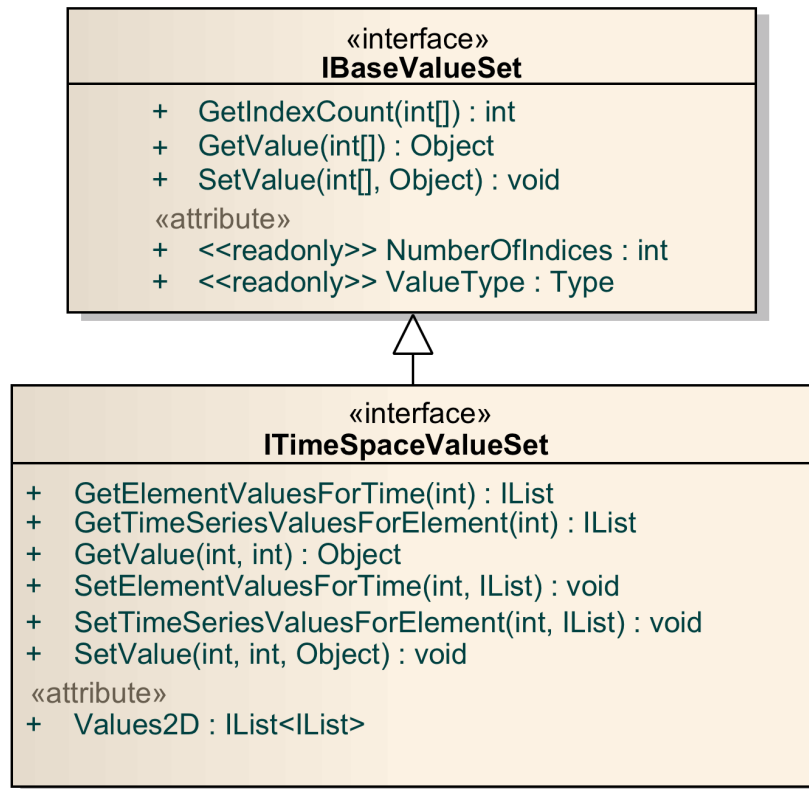 «interface»
IBaseValueSet
+ GetIndexCount(int[]) : int
+ GetValue(int[]) : Object
+ SetValue(int[], Object) : void
«attribute»
+ <<readonly>> NumberOfIndices : int
+ <<readonly>> ValueType : Type
«interface»
ITimeSpaceValueSet
+ GetElementValuesForTime(int) : IList
+ GetTimeSeriesValuesForElement(int) : IList
+ GetValue(int, int) : Object
+ SetElementValuesForTime(int, IList) : void
+ SetTimeSeriesValuesForElement(int, IList) : void
+ SetValue(int, int, Object) : void
«attribute»
+ Values2D : IList<IList>